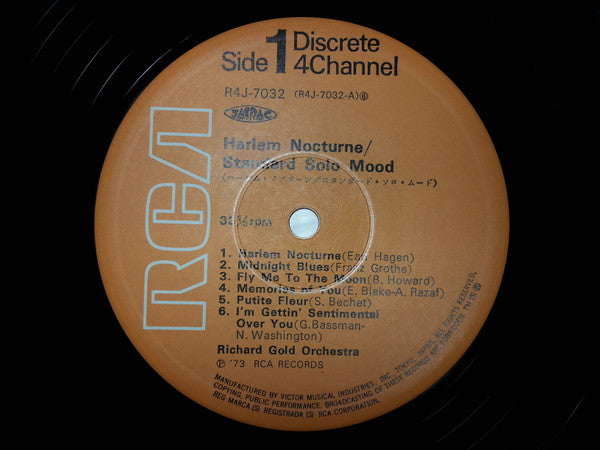 RCA
Side 1 Discrete
4Channel
R4J-7032 (R4J-7032-A)⑥
JASRAC
Harlem Nocturne/
Standard Solo Mood
(ハーレム・ノクターン/スタンダード・ソロ・ムード)
33⅓rpm
1. Harlem Nocturne(Earl Hagen)
2. Midnight Blues(Franz Grothe)
3. Fly Me To The Moon(B. Howard)
4. Memories of You(E. Blake-A. Razaf)
5. Putite Fleur(S. Bechet)
6. I'm Gettin' Sentimental
Over You(G.Bassman-
N. Washington)
Richard Gold Orchestra
Ⓟ '73 RCA RECORDS
MANUFACTURED BY VICTOR MUSICAL INDUSTRIES, INC. TOKYO, JAPAN. ALL RIGHTS RESERVED.
COPYING, PUBLIC PERFORMANCE, BROADCASTING OF THESE RECORDS ARE FORBIDDEN. TM ⓢ Ⓡ
REG MARCA (S) REGISTRADA (S) RCA CORPORATION.